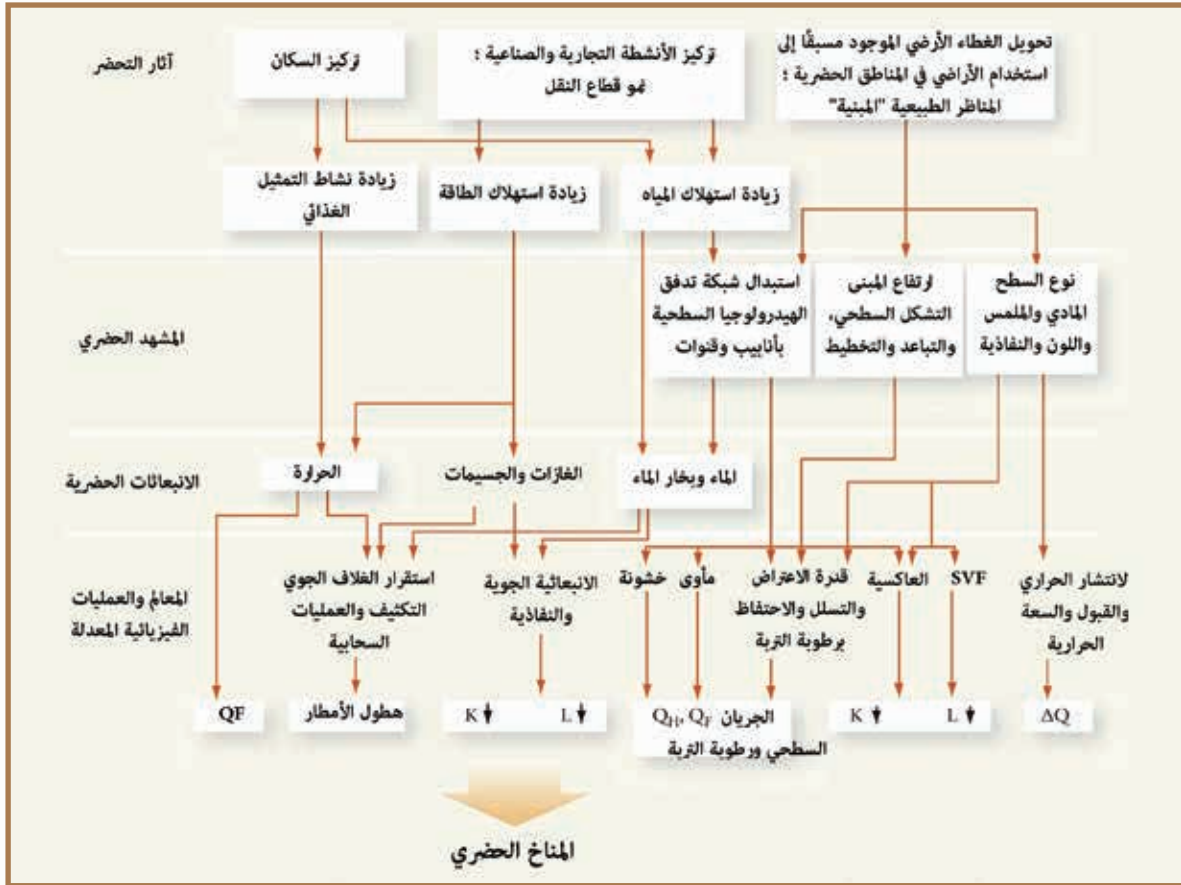 آثار التحضر
تحويل الغطاء الأرضي الموجود مسبقًا إلى
استخدام الأراضي في المناطق الحضرية ؛
المناظر الطبيعية "المبنية"
تركيز الأنشطة التجارية والصناعية ؛
نمو قطاع النقل
تركيز السكان
زيادة استهلاك المياه
زيادة استهلاك الطاقة
زيادة نشاط التمثيل
الغذائي
المشهد الحضري
نوع السطح
المادي والملمس
واللون والنفاذية
ارتفاع المبنى
التشكل السطحي،
والتباعد والتخطيط
استبدال شبكة تدفق
الهيدرولوجيا السطحية
بأنابيب وقنوات
الانبعاثات الحضرية
الماء وبخار الماء
الغازات والجسيمات
الحرارة
المعالم والعمليات
الفيزيائية المعدلة
لانتشار الحراري
والقبول والسعة
الحرارية
SVF
العاكسية
قدرة الاعتراض
والتسلل والاحتفاظ
برطوبة التربة
مأوى
خشونة
الانبعاثية الجوية
والنفاذية
استقرار الغلاف الجوي
التكثيف والعمليات
السحابية
ΔQ
L ↓
K ↓
الجريان QH, QF
السطحي ورطوبة التربة
L ↓
K ↓
هطول الأمطار
QF
المناخ الحضري